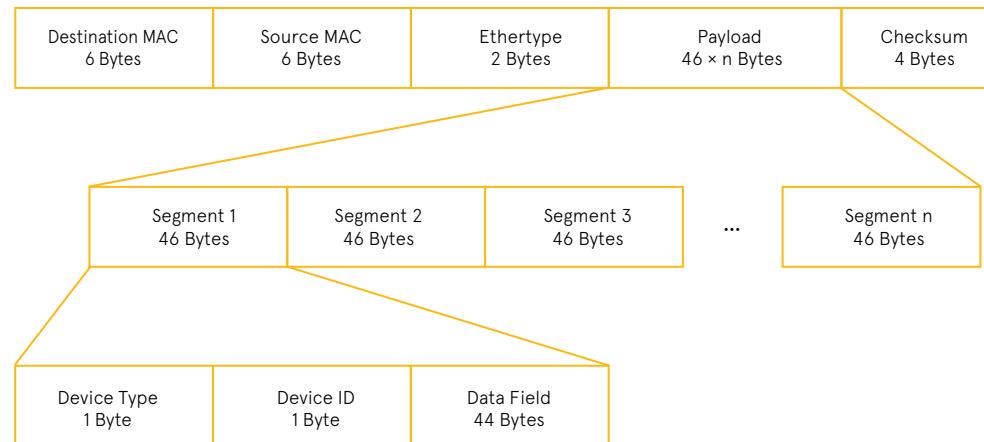 Destination MAC
6 Bytes
Source MAC
6 Bytes
Ethertype
2 Bytes
Payload
46 × n Bytes
Checksum
4 Bytes
Segment 1
46 Bytes
Segment 2
46 Bytes
Segment 3
46 Bytes
...
Segment n
46 Bytes
Device Type
1 Byte
Device ID
1 Byte
Data Field
44 Bytes